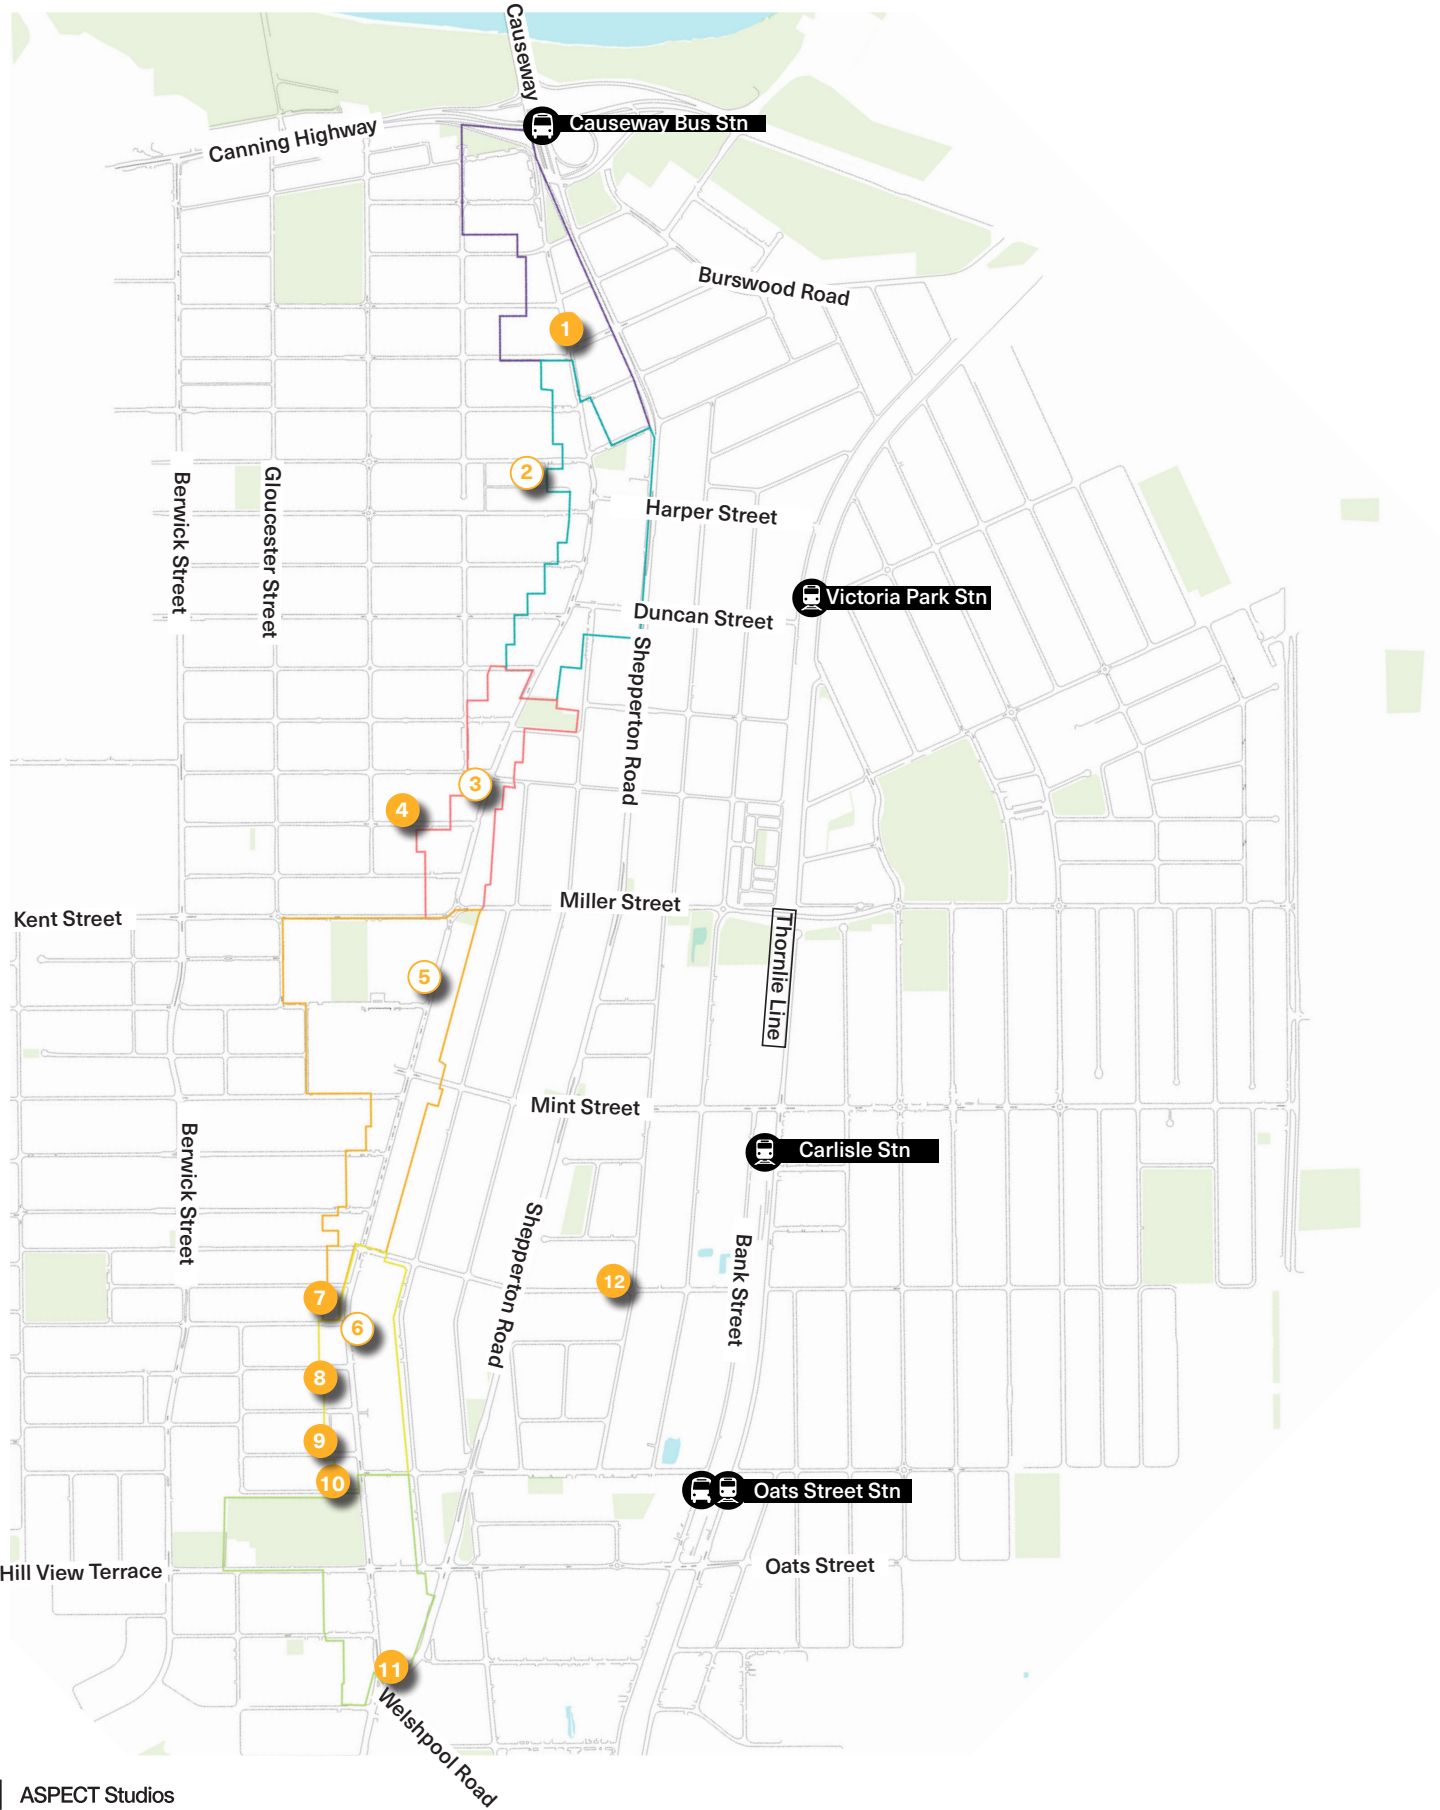 Causeway
Causeway Bus Stn
Canning Highway
Burswood Road
1
2
Berwick Street
Gloucester Street
Harper Street
Victoria Park Stn
Duncan Street
Shepperton Road
3
4
Miller Street
Kent Street
Thornlie Line
5
Mint Street
Carlisle Stn
Berwick Street
Shepperton Road
Bank Street
12
7
6
8
9
10
Oats Street Stn
Oats Street
Hill View Terrace
11
Welshpool Road
ASPECT Studios